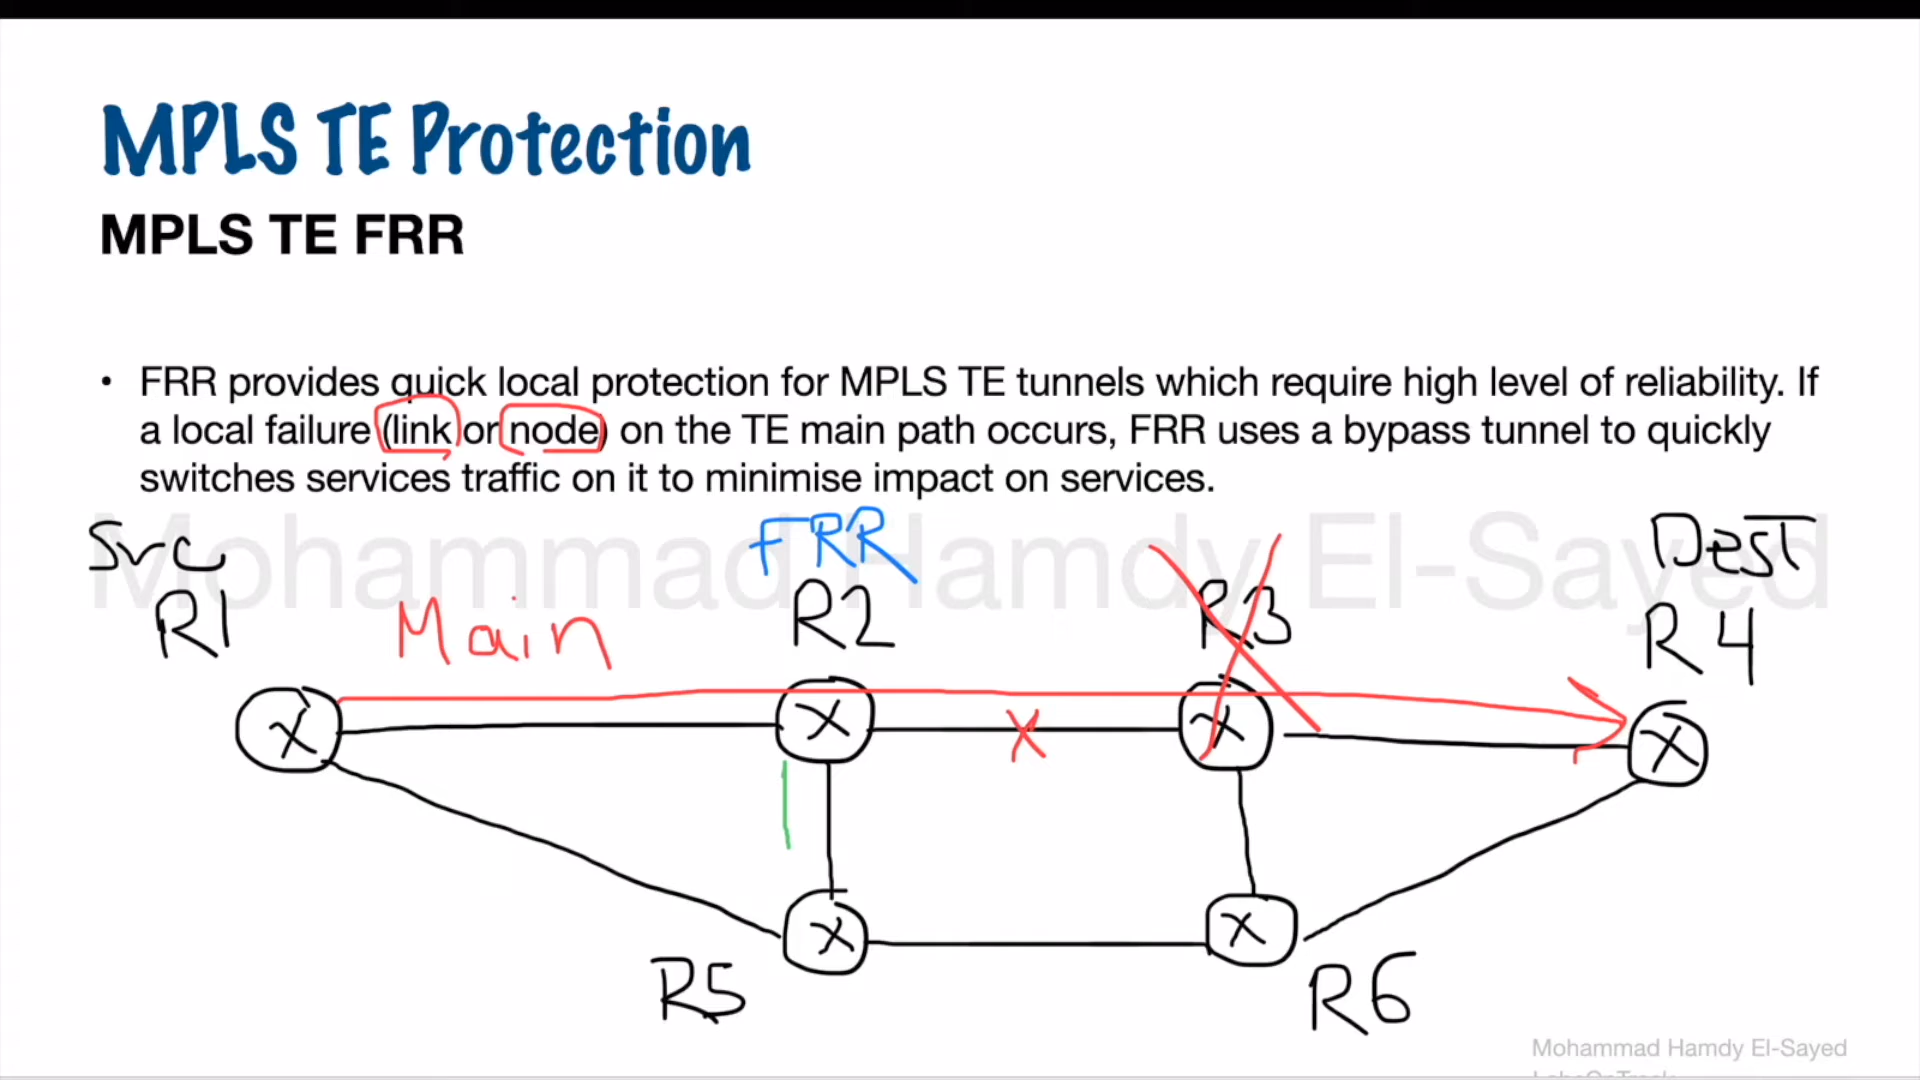 MPLS TE Protection
MPLS TE FRR
• FRR provides quick local protection for MPLS TE tunnels which require high level of reliability. If
a local failure (link or node) on the TE main path occurs, FRR uses a bypass tunnel to quickly
switches services traffic on it to minimise impact on services.
Mohammad Hamdy El-Sayed
Src FRR Dest
R1 Main R2 R3 R4
X X X X X
X X
R5 R6
Mohammad Hamdy El-Sayed